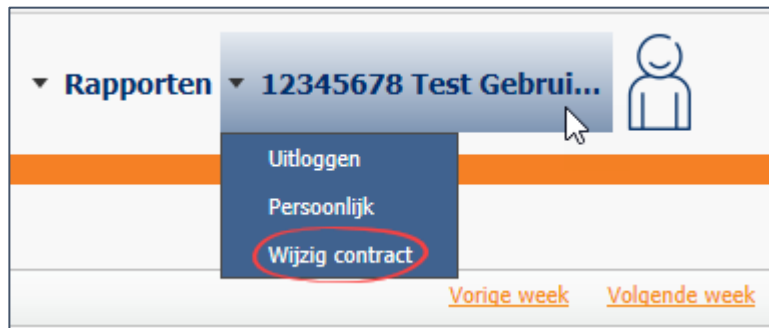 Rapporten 12345678 Test Gebrui...
Uitloggen
Persoonlijk
Wijzig contract
Vorige week Volgende week